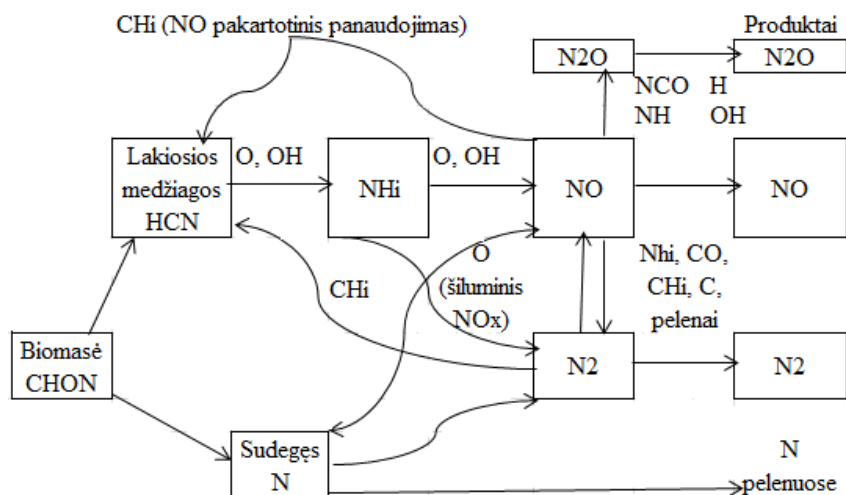 CHi (NO pakartotinis panaudojimas)
Produktai
N2O
N2O
NCO H
NH OH
Lakiosios
medžiagos
HCN
O, OH
NHi
O, OH
NO
NO
CHi
O
(šiluminis
NOx)
Nhi, CO,
CHi, C,
pelenai
Biomasė
CHON
N2
N2
Sudegęs
N
N
pelenuose